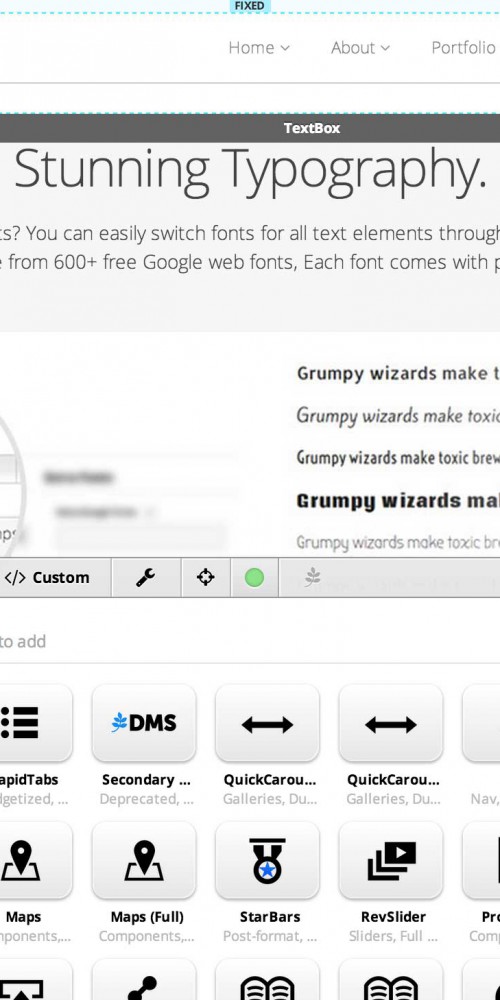 FIXED
Home About Portfolio
TextBox
Stunning Typography.
ts? You can easily switch fonts for all text elements through
e from 600+ free Google web fonts, Each font comes with p
Grumpy wizards make t
Grumpy wizards make toxic
Grumpy wizards make toxic brew
Grumpy wizards mak
Grumpy wizards make toxic bre
</> Custom
to add
DMS
apidTabs Secondary ... QuickCarou... QuickCarou...
dgetized, ... Deprecated, ... Galleries, Du... Galleries, Du... Nav,
Maps Maps (Full) StarBars RevSlider Pro
nponents,... Components,... Post-format, ... Sliders, Full ... Comp